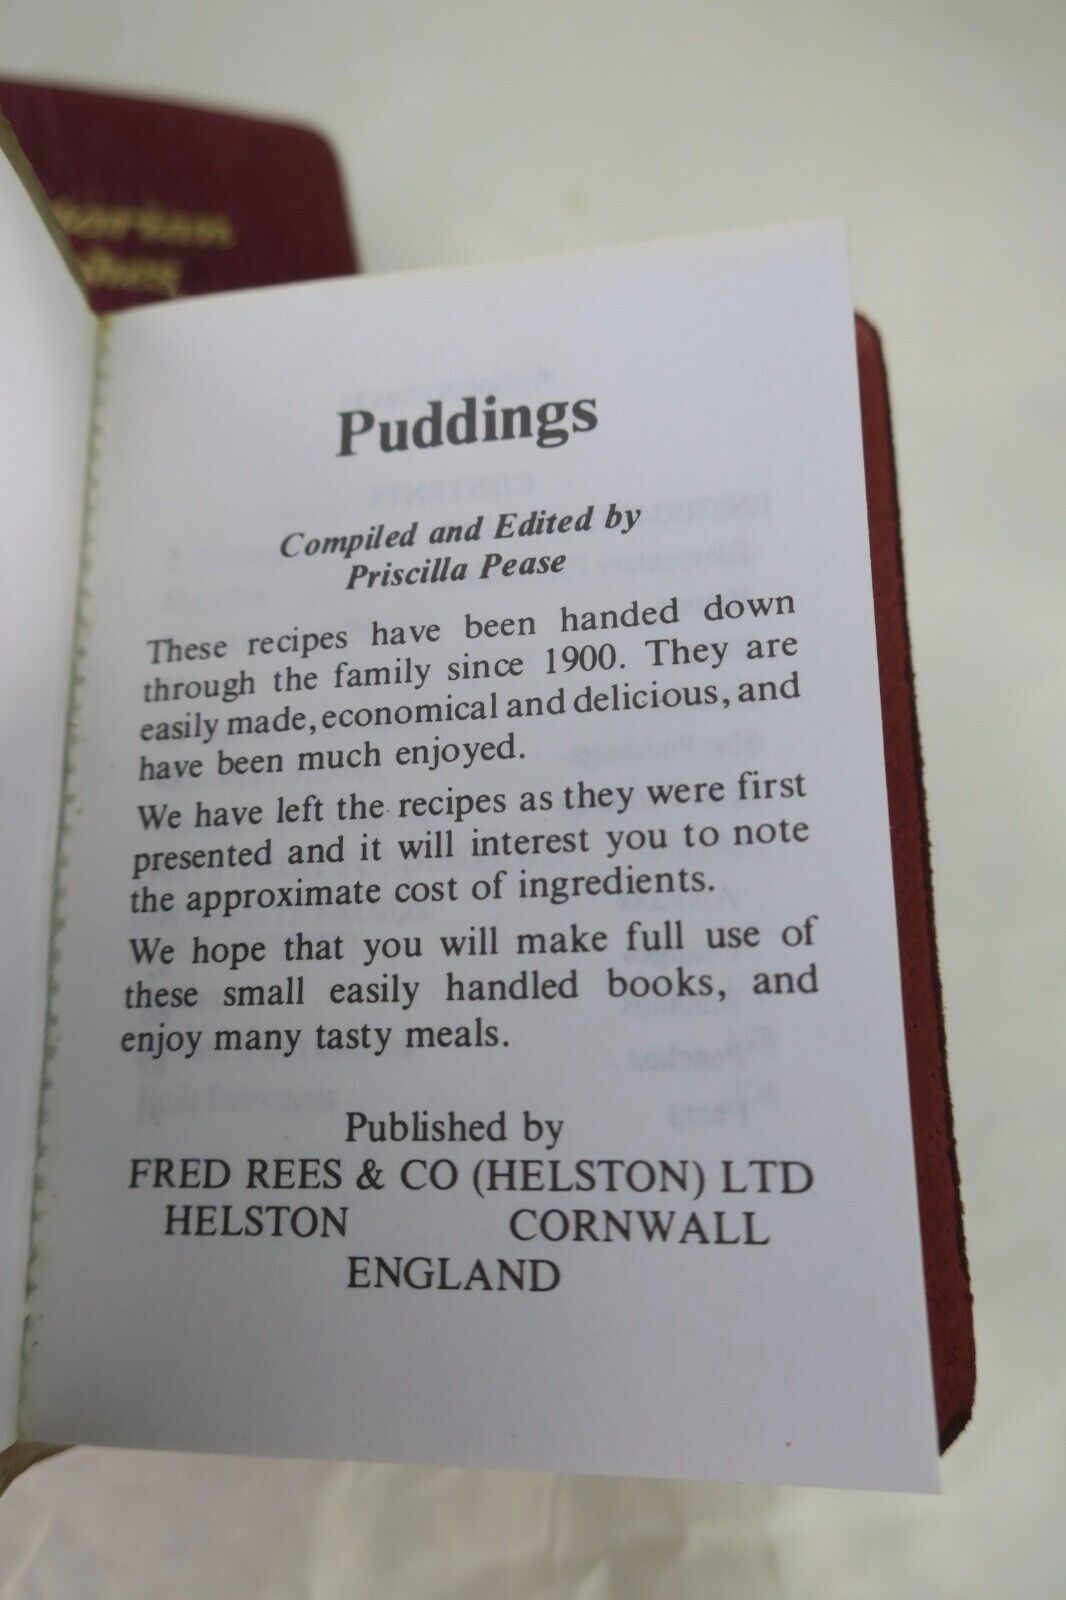 Puddings
Compiled and Edited by
Priscilla Pease
These recipes have been handed down
through the family since 1900. They are
easily made, economical and delicious, and
have been much enjoyed.
We have left the recipes as they were first
presented and it will interest you to note
the approximate cost of ingredients.
We hope that you will make full use of
these small easily handled books, and
enjoy many tasty meals.
Published by
FRED REES & CO (HELSTON) LTD
HELSTON CORNWALL
ENGLAND